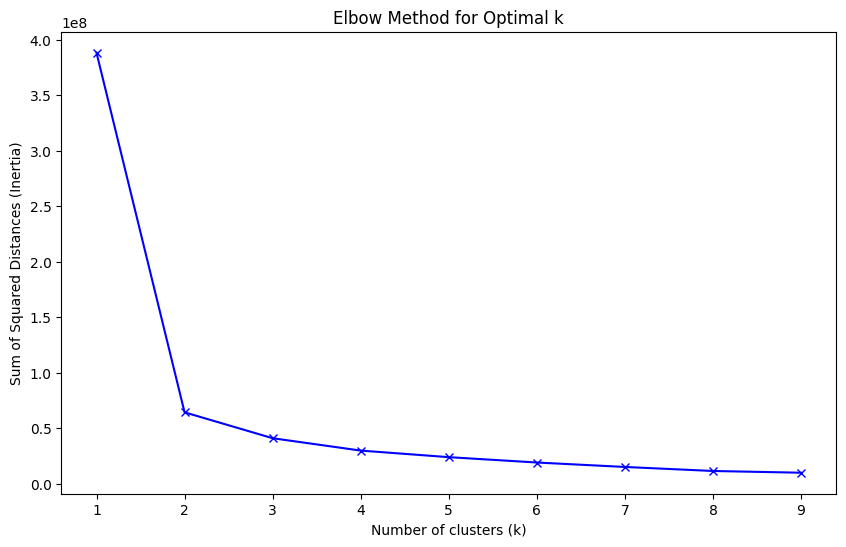 Elbow Method for Optimal k
1e8
4.0
3.5
3.0
2.5
2.0
1.5
1.0
0.5
0.0
Sum of Squared Distances (Inertia)
1 2 3 4 5 6 7 8 9
Number of clusters (k)